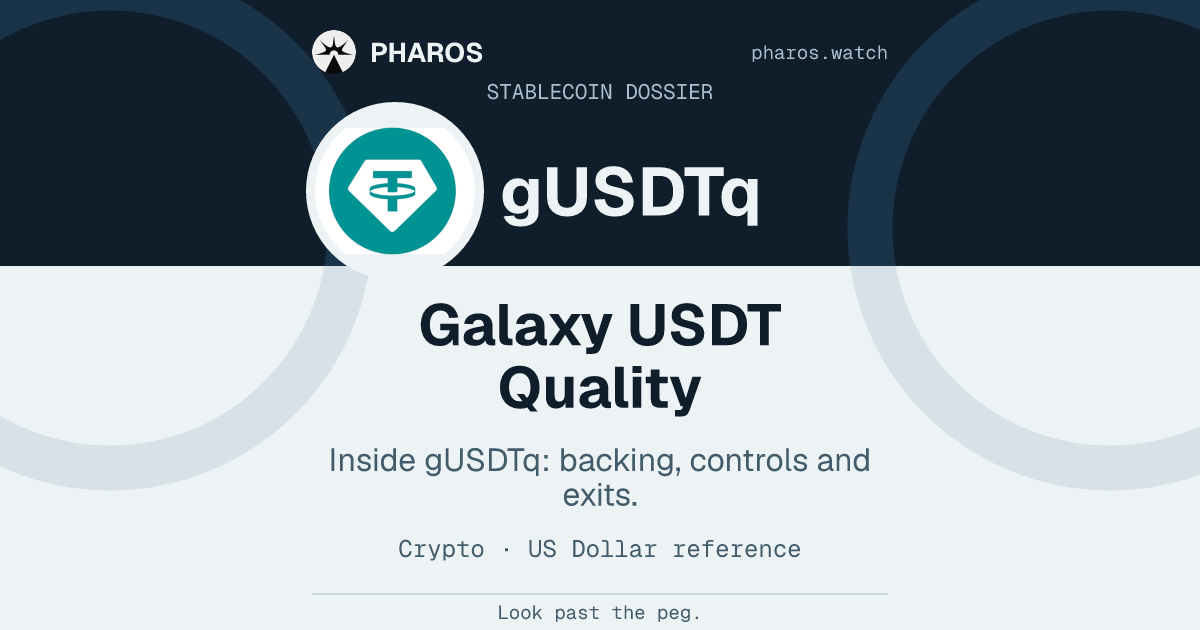 PHAROS
pharos.watch
STABLECOIN DOSSIER
gUSDTq
Galaxy USDT
Quality
Inside gUSDTq: backing, controls and
exits.
Crypto · US Dollar reference
Look past the peg.